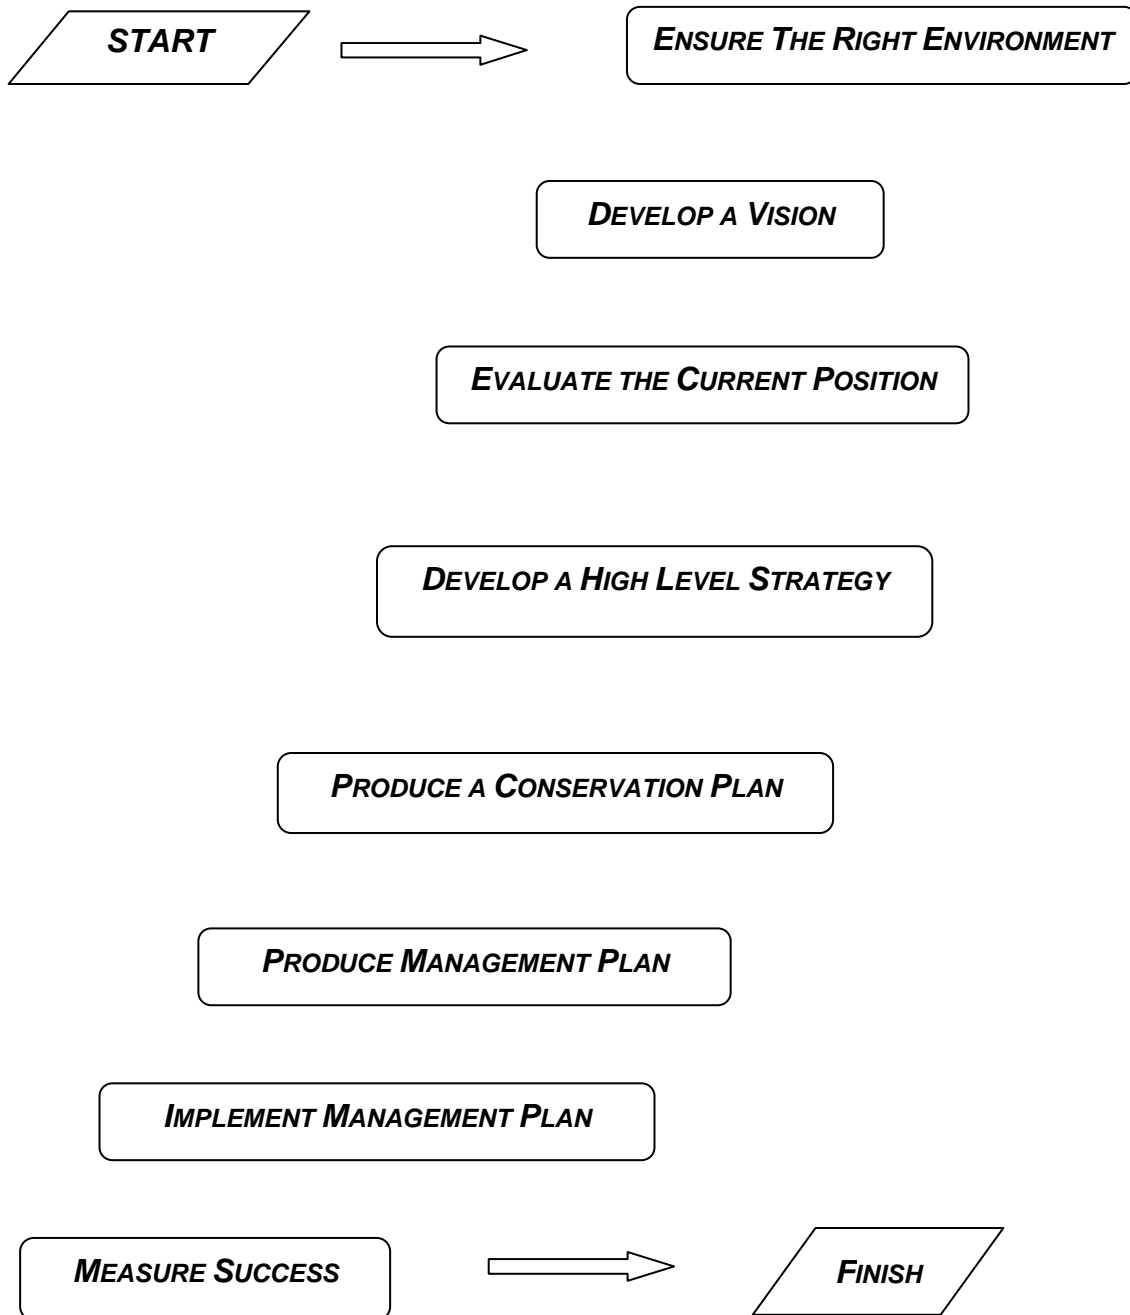 START
ENSURE THE RIGHT ENVIRONMENT
DEVELOP A VISION
EVALUATE THE CURRENT POSITION
DEVELOP A HIGH LEVEL STRATEGY
PRODUCE A CONSERVATION PLAN
PRODUCE MANAGEMENT PLAN
IMPLEMENT MANAGEMENT PLAN
MEASURE SUCCESS
FINISH